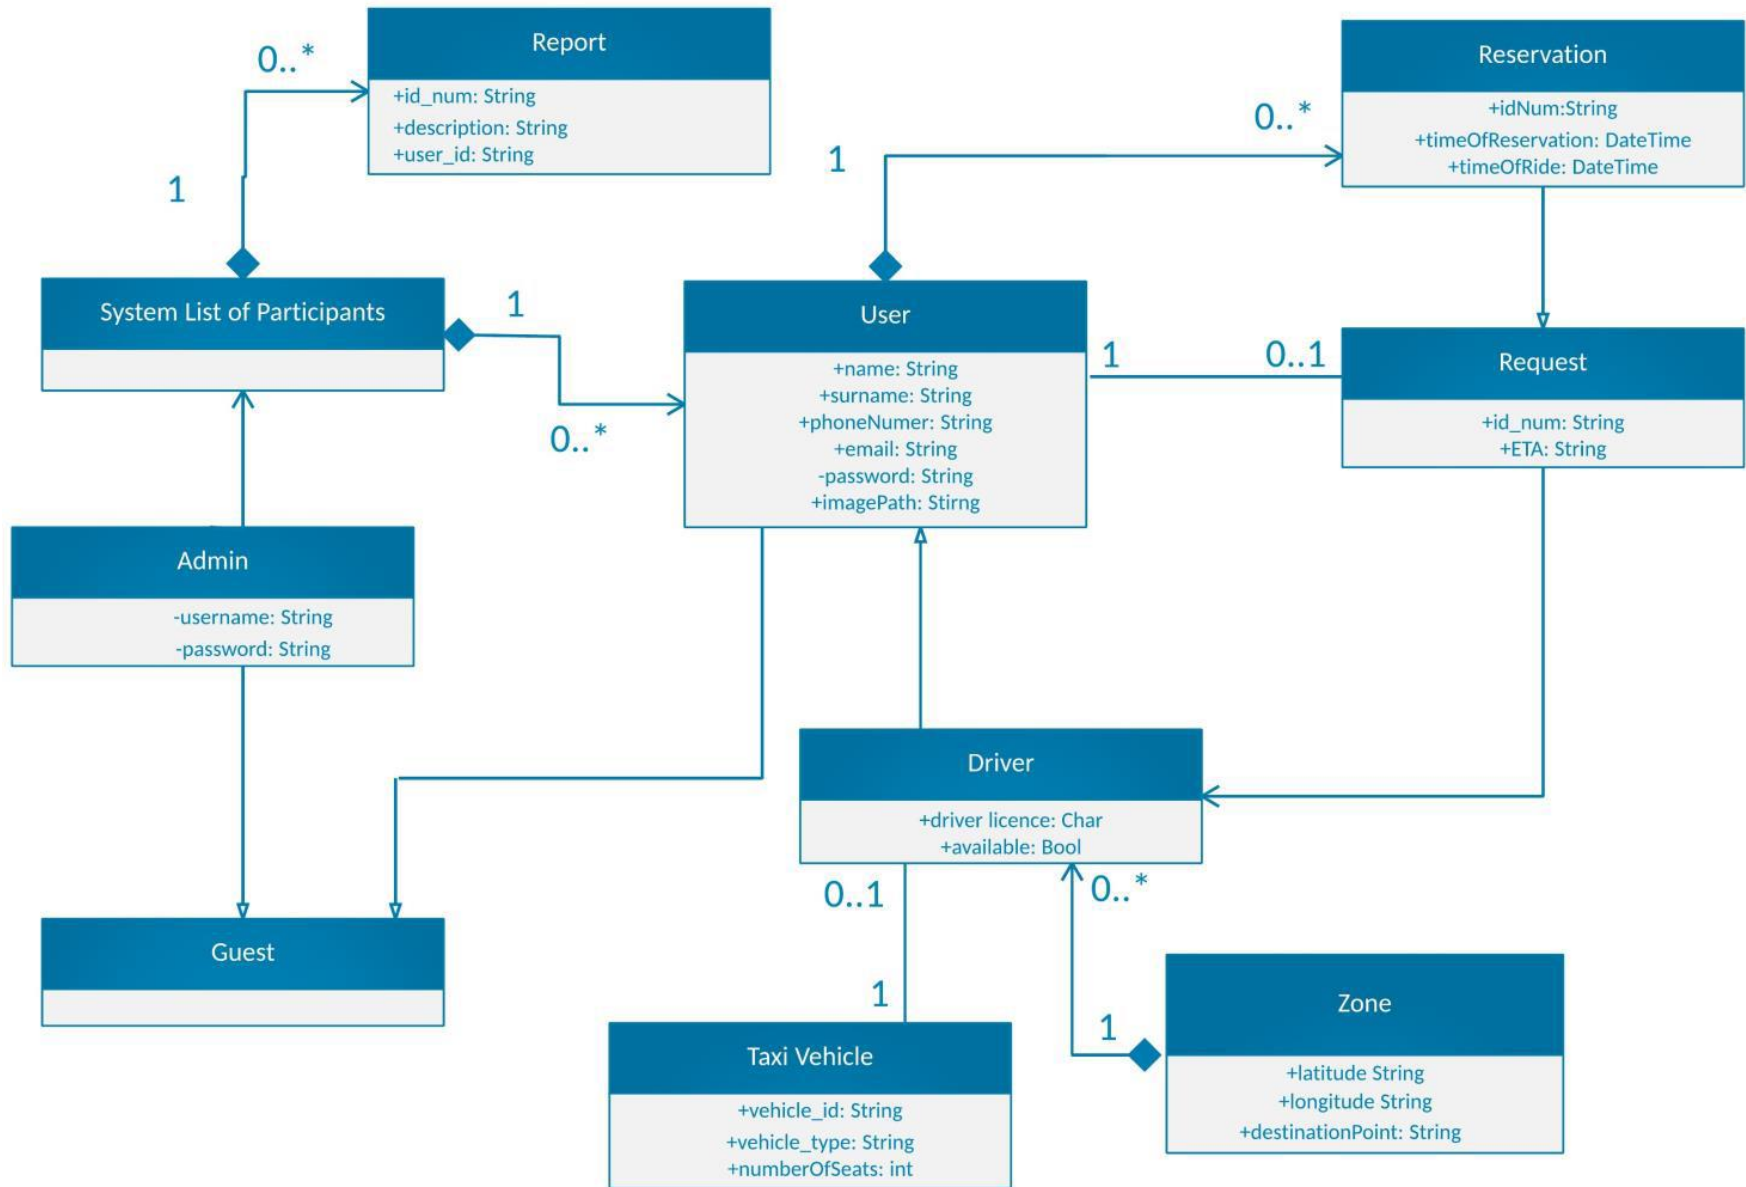 Report
+id_num: String
+description: String
+user_id: String
0..*
1
Reservation
+idNum:String
+timeOfReservation: DateTime
+timeOfRide: DateTime
0..*
1
System List of Participants
1
0..*
User
+name: String
+surname: String
+phoneNumer: String
+email: String
-password: String
+imagePath: Stirng
1
0..1
Request
+id_num: String
+ETA: String
Admin
-username: String
-password: String
Driver
+driver licence: Char
+available: Bool
0..1
0..*
Guest
1
1
Taxi Vehicle
+vehicle_id: String
+vehicle_type: String
+numberOfSeats: int
Zone
+latitude String
+longitude String
+destinationPoint: String